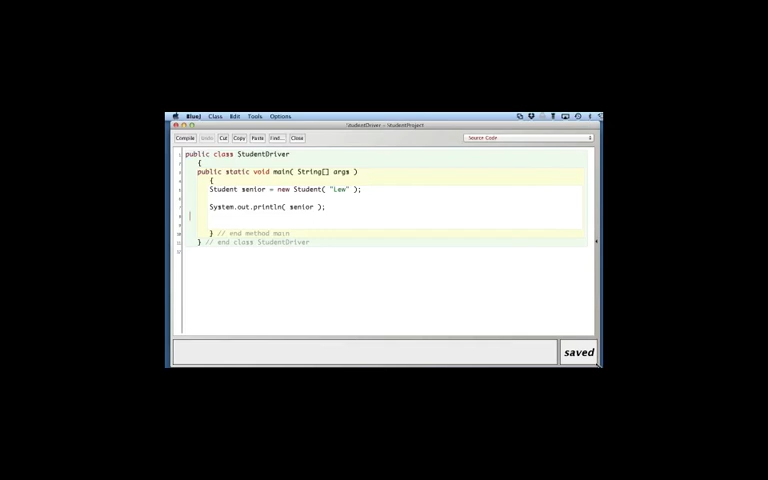 BlueJ Class Edit Tools Options
StudentDriver - StudentProject
Compile Undo Cut Copy Paste Find... Close Source Code
public class StudentDriver
{
public static void main( String[] args )
{
Student senior = new Student( "Lew" );
System.out.println( senior );
} // end method main
} // end class StudentDriver
saved